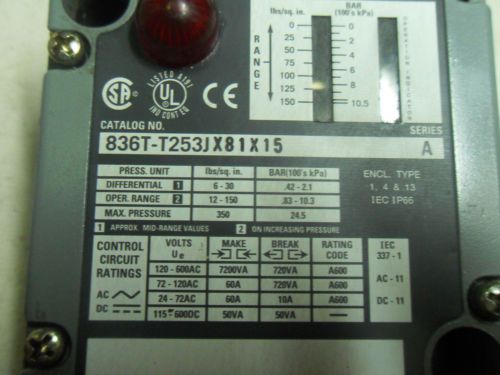 lbs/sq. in. BAR (100's kPa)
RANGE
0 0
25 2
50
75 4
100 6
125 8
150 10.5
SA
LISTED A197
UL
IND CONT EQ
CE
CATALOG NO. SERIES
836T-T253JX81X15 A
PRESS. UNIT lbs/sq. in. BAR(100's kPa) ENCL. TYPE
DIFFERENTIAL 1 6 - 30 .42 - 2.1 1, 4 & 13
OPER. RANGE 2 12 - 150 .83 - 10.3 IEC IP66
MAX. PRESSURE 350 24.5
1 APPROX MID-RANGE VALUES 2 ON INCREASING PRESSURE
CONTROL CIRCUIT RATINGS VOLTS Ue MAKE BREAK RATING CODE IEC 337-1
120 - 600AC 7200VA 720VA A600
72 - 120AC 60A 720VA A600 AC - 11
AC 24 - 72AC 60A 10A A600
DC 115 - 600DC 50VA 50VA — DC - 11